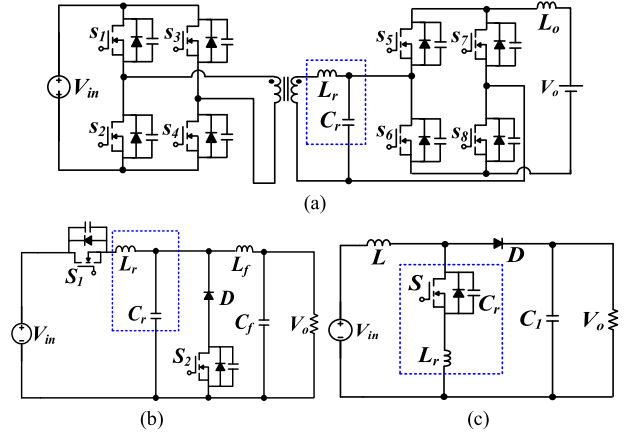 s1 s3 s5 s7 Lo
Vin Lr Vo
s2 s4 Cr s6 s8
(a)
S1 Lr Lf L D
Cr D Cf S Cr
Vin S2 Vo Vin Lr C1 Vo
(b) (c)